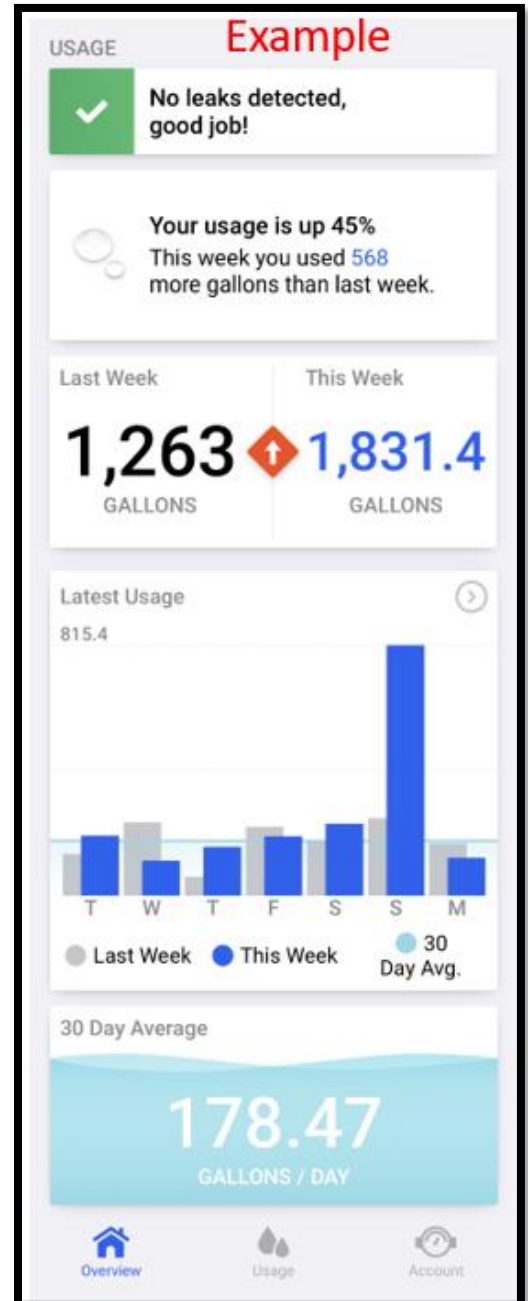 Example
USAGE
No leaks detected,
good job!
Your usage is up 45%
This week you used 568
more gallons than last week.
Last Week
This Week
1,263
1,831.4
GALLONS
GALLONS
Latest Usage
815.4
T W T F S S M
Last Week This Week 30
Day Avg.
30 Day Average
178.47
GALLONS / DAY
Overview Usage Account